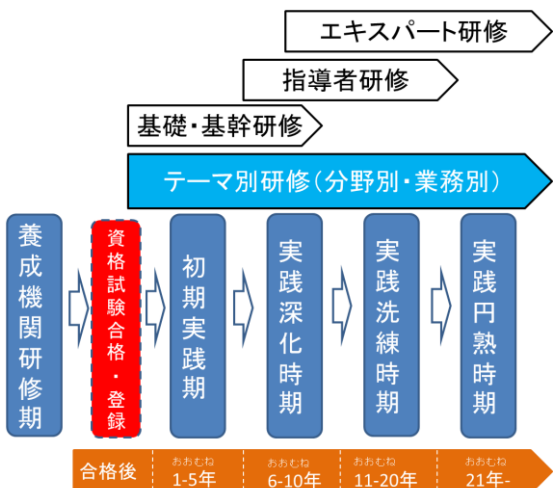 エキスパート研修
指導者研修
基礎・基幹研修
テーマ別研修(分野別・業務別)
養成機関研修期
資格試験合格・登録
初期実践期
実践深化時期
実践洗練時期
実践円熟時期
合格後
おおむね
1-5年
おおむね
6-10年
おおむね
11-20年
おおむね
21年-